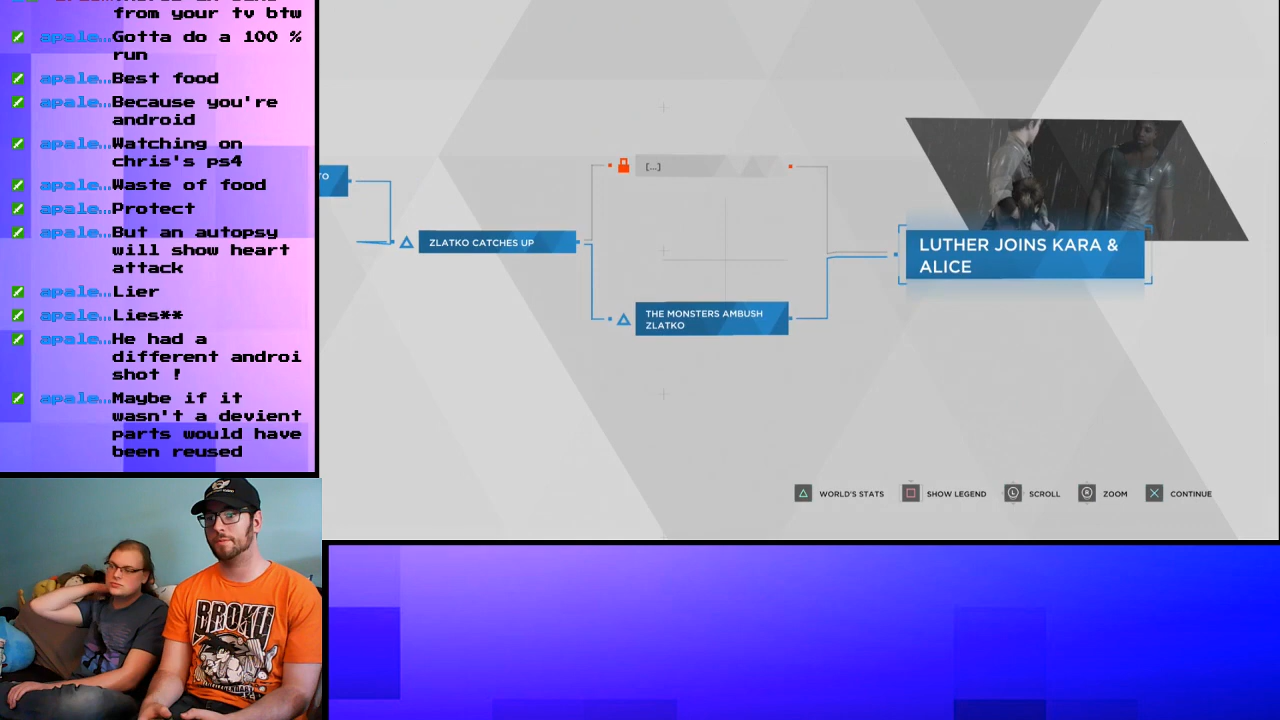 from your tv btw
apale…Gotta do a 100 %
run
apale…Best food
apale…Because you're
android
apale…Watching on
chris's ps4
apale…Waste of food
apale…Protect
apale…But an autopsy
will show heart
attack
apale…Lier
apale…Lies**
apale…He had a
different androi
shot !
apale…Maybe if it
wasn't a devient
parts would have
been reused
TO
ZLATKO CATCHES UP
[...]
THE MONSTERS AMBUSH
ZLATKO
LUTHER JOINS KARA &
ALICE
WORLD'S STATS
SHOW LEGEND
L
SCROLL
R
ZOOM
CONTINUE
BROKU